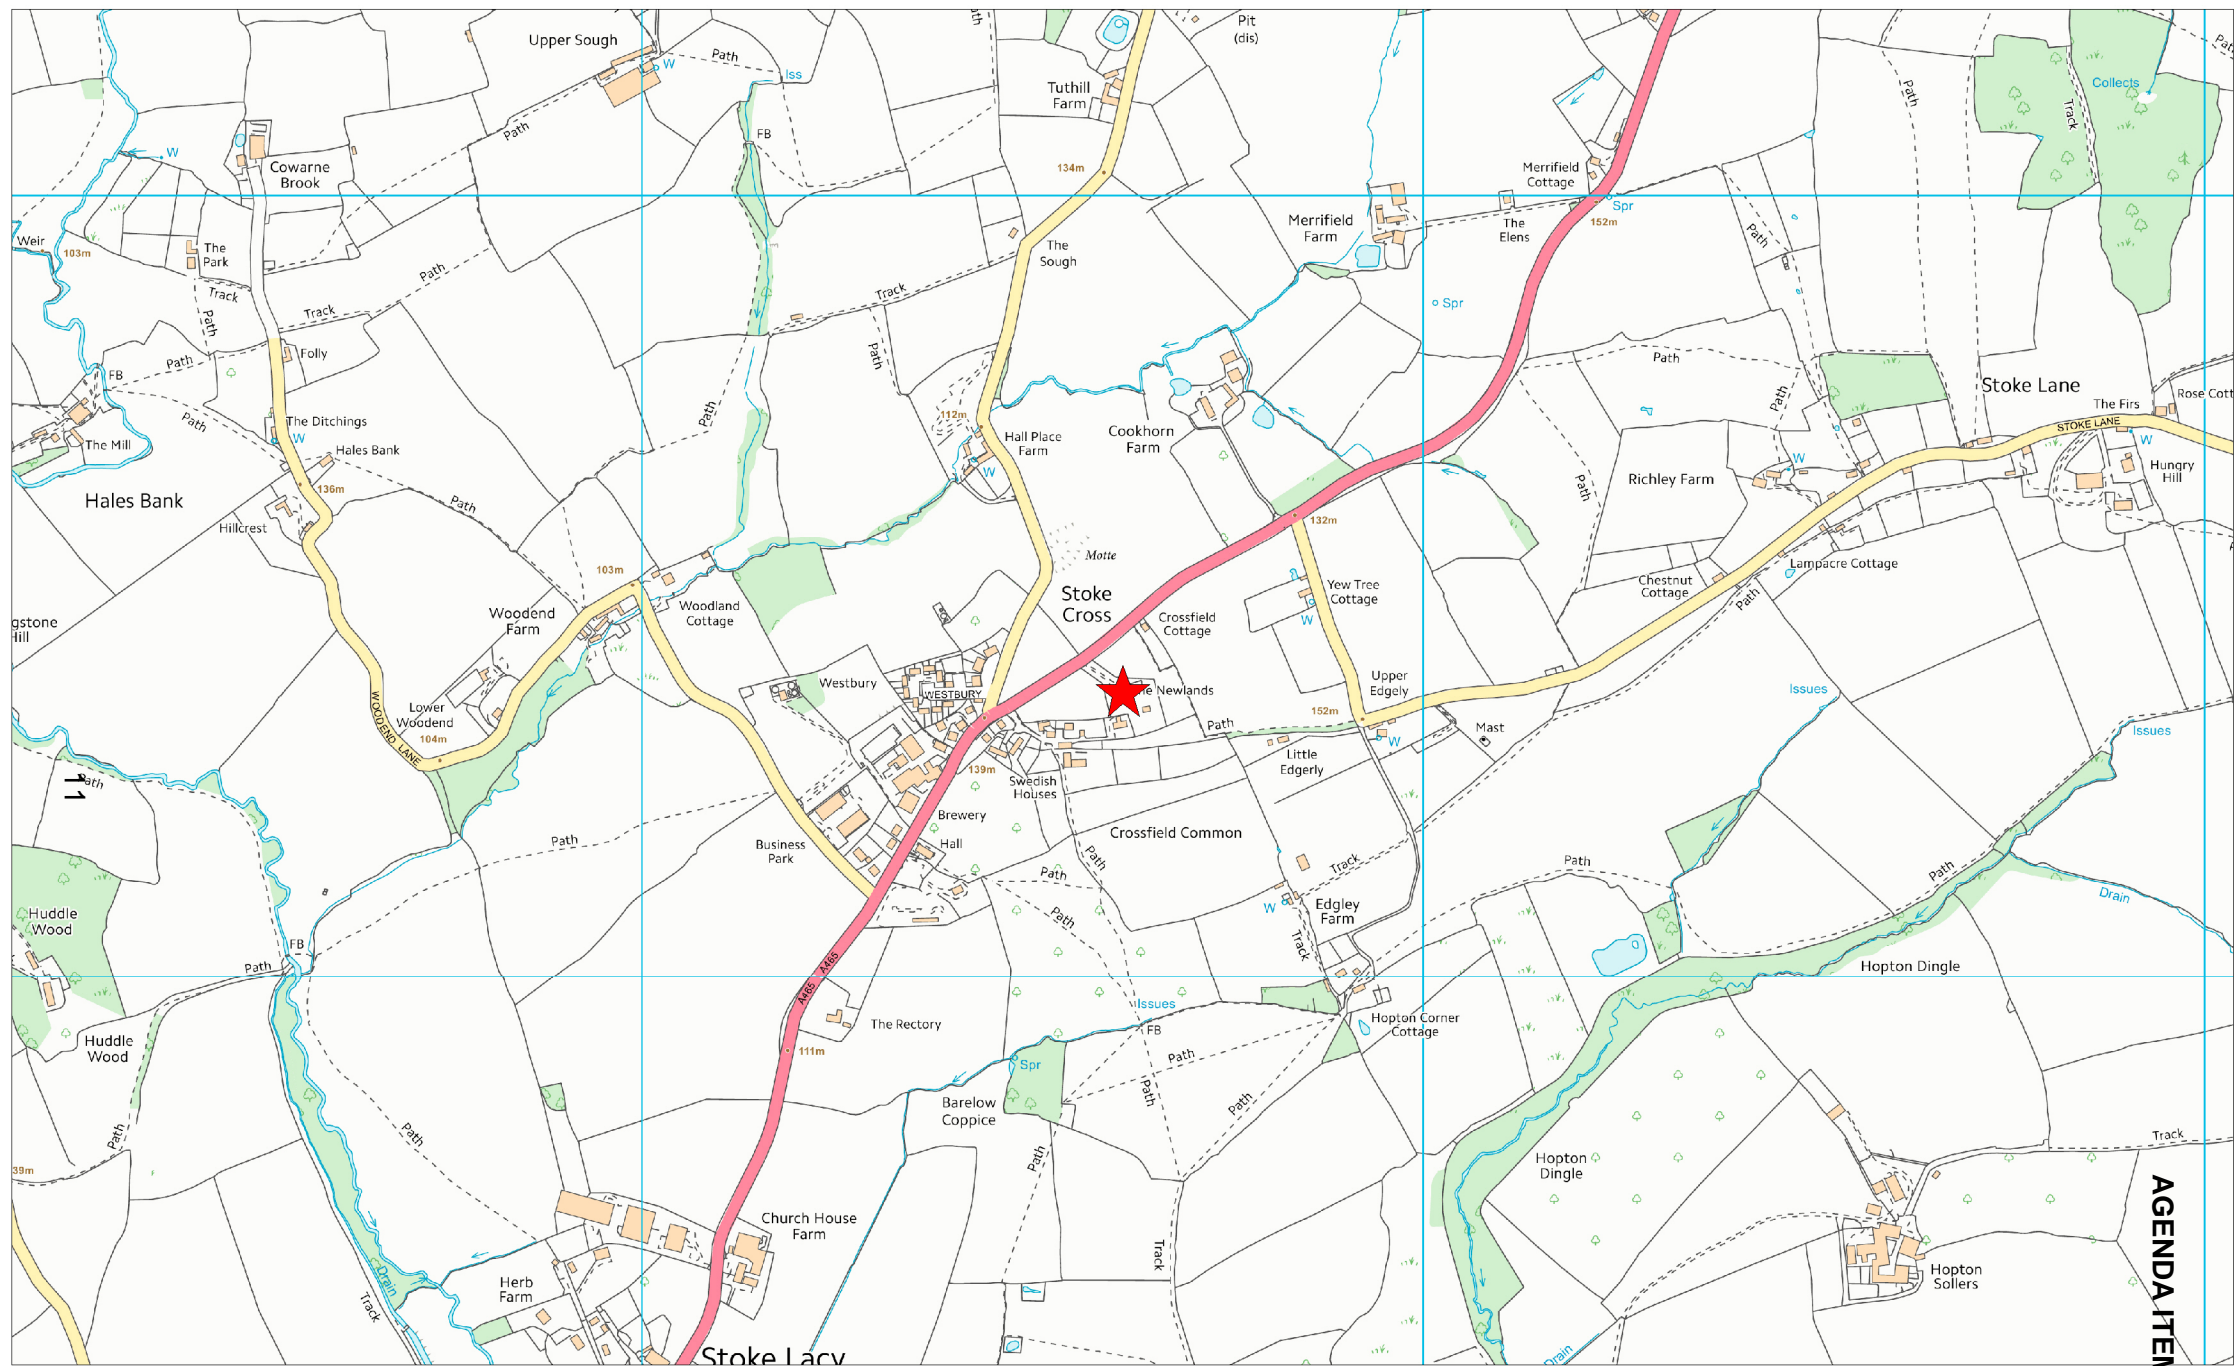 Upper Sough
W
Path
Iss
Path
FB
Tuthill
Farm
Pit
(dis)
134m
Cowarne
Brook
W
Weir
103m
The
Park
Track
Path
Track
Path
Folly
Path
FB
Path
The Mill
The Ditchings
W
Hales Bank
136m
Hales Bank
Hillcrest
Path
The
Sough
Track
Path
Path
112m
Hall Place
Farm
W
Merrifield
Farm
The
Elens
Merrifield
Cottage
Spr
152m
Spr
Path
Path
Track
Collects
Path
Cookhorn
Farm
Path
Path
Path
Richley Farm
W
Stoke Lane
The Firs
STOKE LANE
W
Hungry
Hill
132m
Motte
Stoke
Cross
Yew Tree
Cottage
W
Crossfield
Cottage
Newlands
Upper
Edgely
152m
W
Mast
Path
Little
Edgerly
Chestnut
Cottage
Path
Lampacre Cottage
Issues
Issues
103m
Woodland
Cottage
Woodend
Farm
Lower
Woodend
104m
WOODEND LANE
Westbury
WESTBURY
139m
Swedish
Houses
Brewery
Hall
Business
Park
Path
Crossfield Common
Path
Path
Path
Track
W
Edgley
Farm
Track
Path
Path
Drain
Hopton Dingle
11
Path
Huddle
Wood
FB
Path
Huddle
Wood
Path
Path
39m
A465
A465
The Rectory
111m
Issues
FB
Spr
Barelow
Coppice
Path
Path
Path
Path
Hopton Corner
Cottage
Hopton
Dingle
Track
Track
Hopton
Sollers
Drain
Church House
Farm
Herb
Farm
Drain
Track
Stoke Lacy
AGENDA ITEM